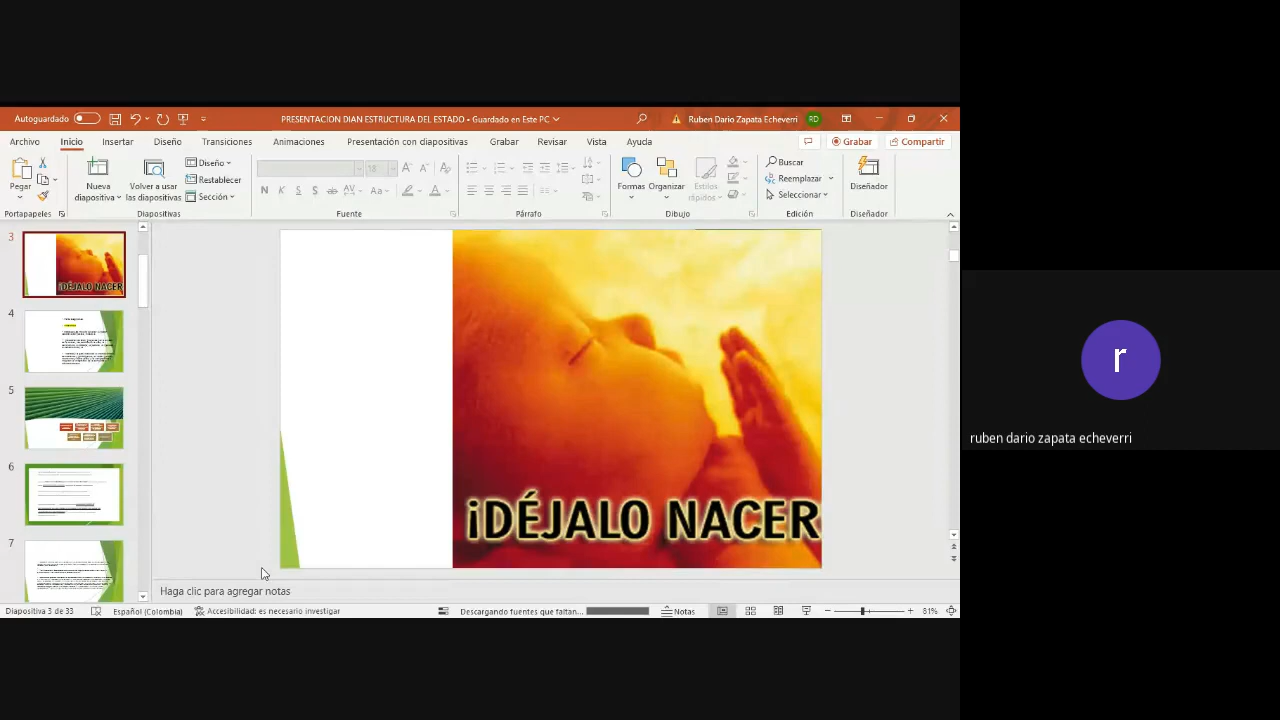 Autoguardado
PRESENTACION DIAN ESTRUCTURA DEL ESTADO • Guardado en Este PC
Ruben Dario Zapata Echeverri
RD
Archivo Inicio Insertar Diseño Transiciones Animaciones Presentación con diapositivas Grabar Revisar Vista Ayuda
Grabar
Compartir
Pegar
Nueva diapositiva
Volver a usar las diapositivas
Diseño
Restablecer
Sección
Formas
Organizar
Estilos rápidos
Buscar
Reemplazar
Seleccionar
Diseñador
Portapapeles
Diapositivas
Fuente
Párrafo
Dibujo
Edición
Diseñador
3
¡DÉJALO NACER
4
5
6
7
¡DÉJALO NACER
ruben dario zapata echeverri
r
Haga clic para agregar notas
Diapositiva 3 de 33
Español (Colombia)
Accesibilidad: es necesario investigar
Descargando fuentes que faltan...
Notas
81%